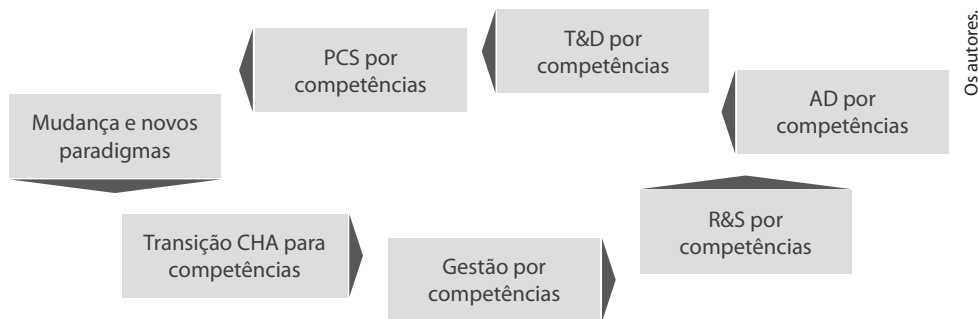 Mudança e novos
paradigmas
Transição CHA para
competências
Gestão por
competências
R&S por
competências
AD por
competências
T&D por
competências
PCS por
competências
Os autores.